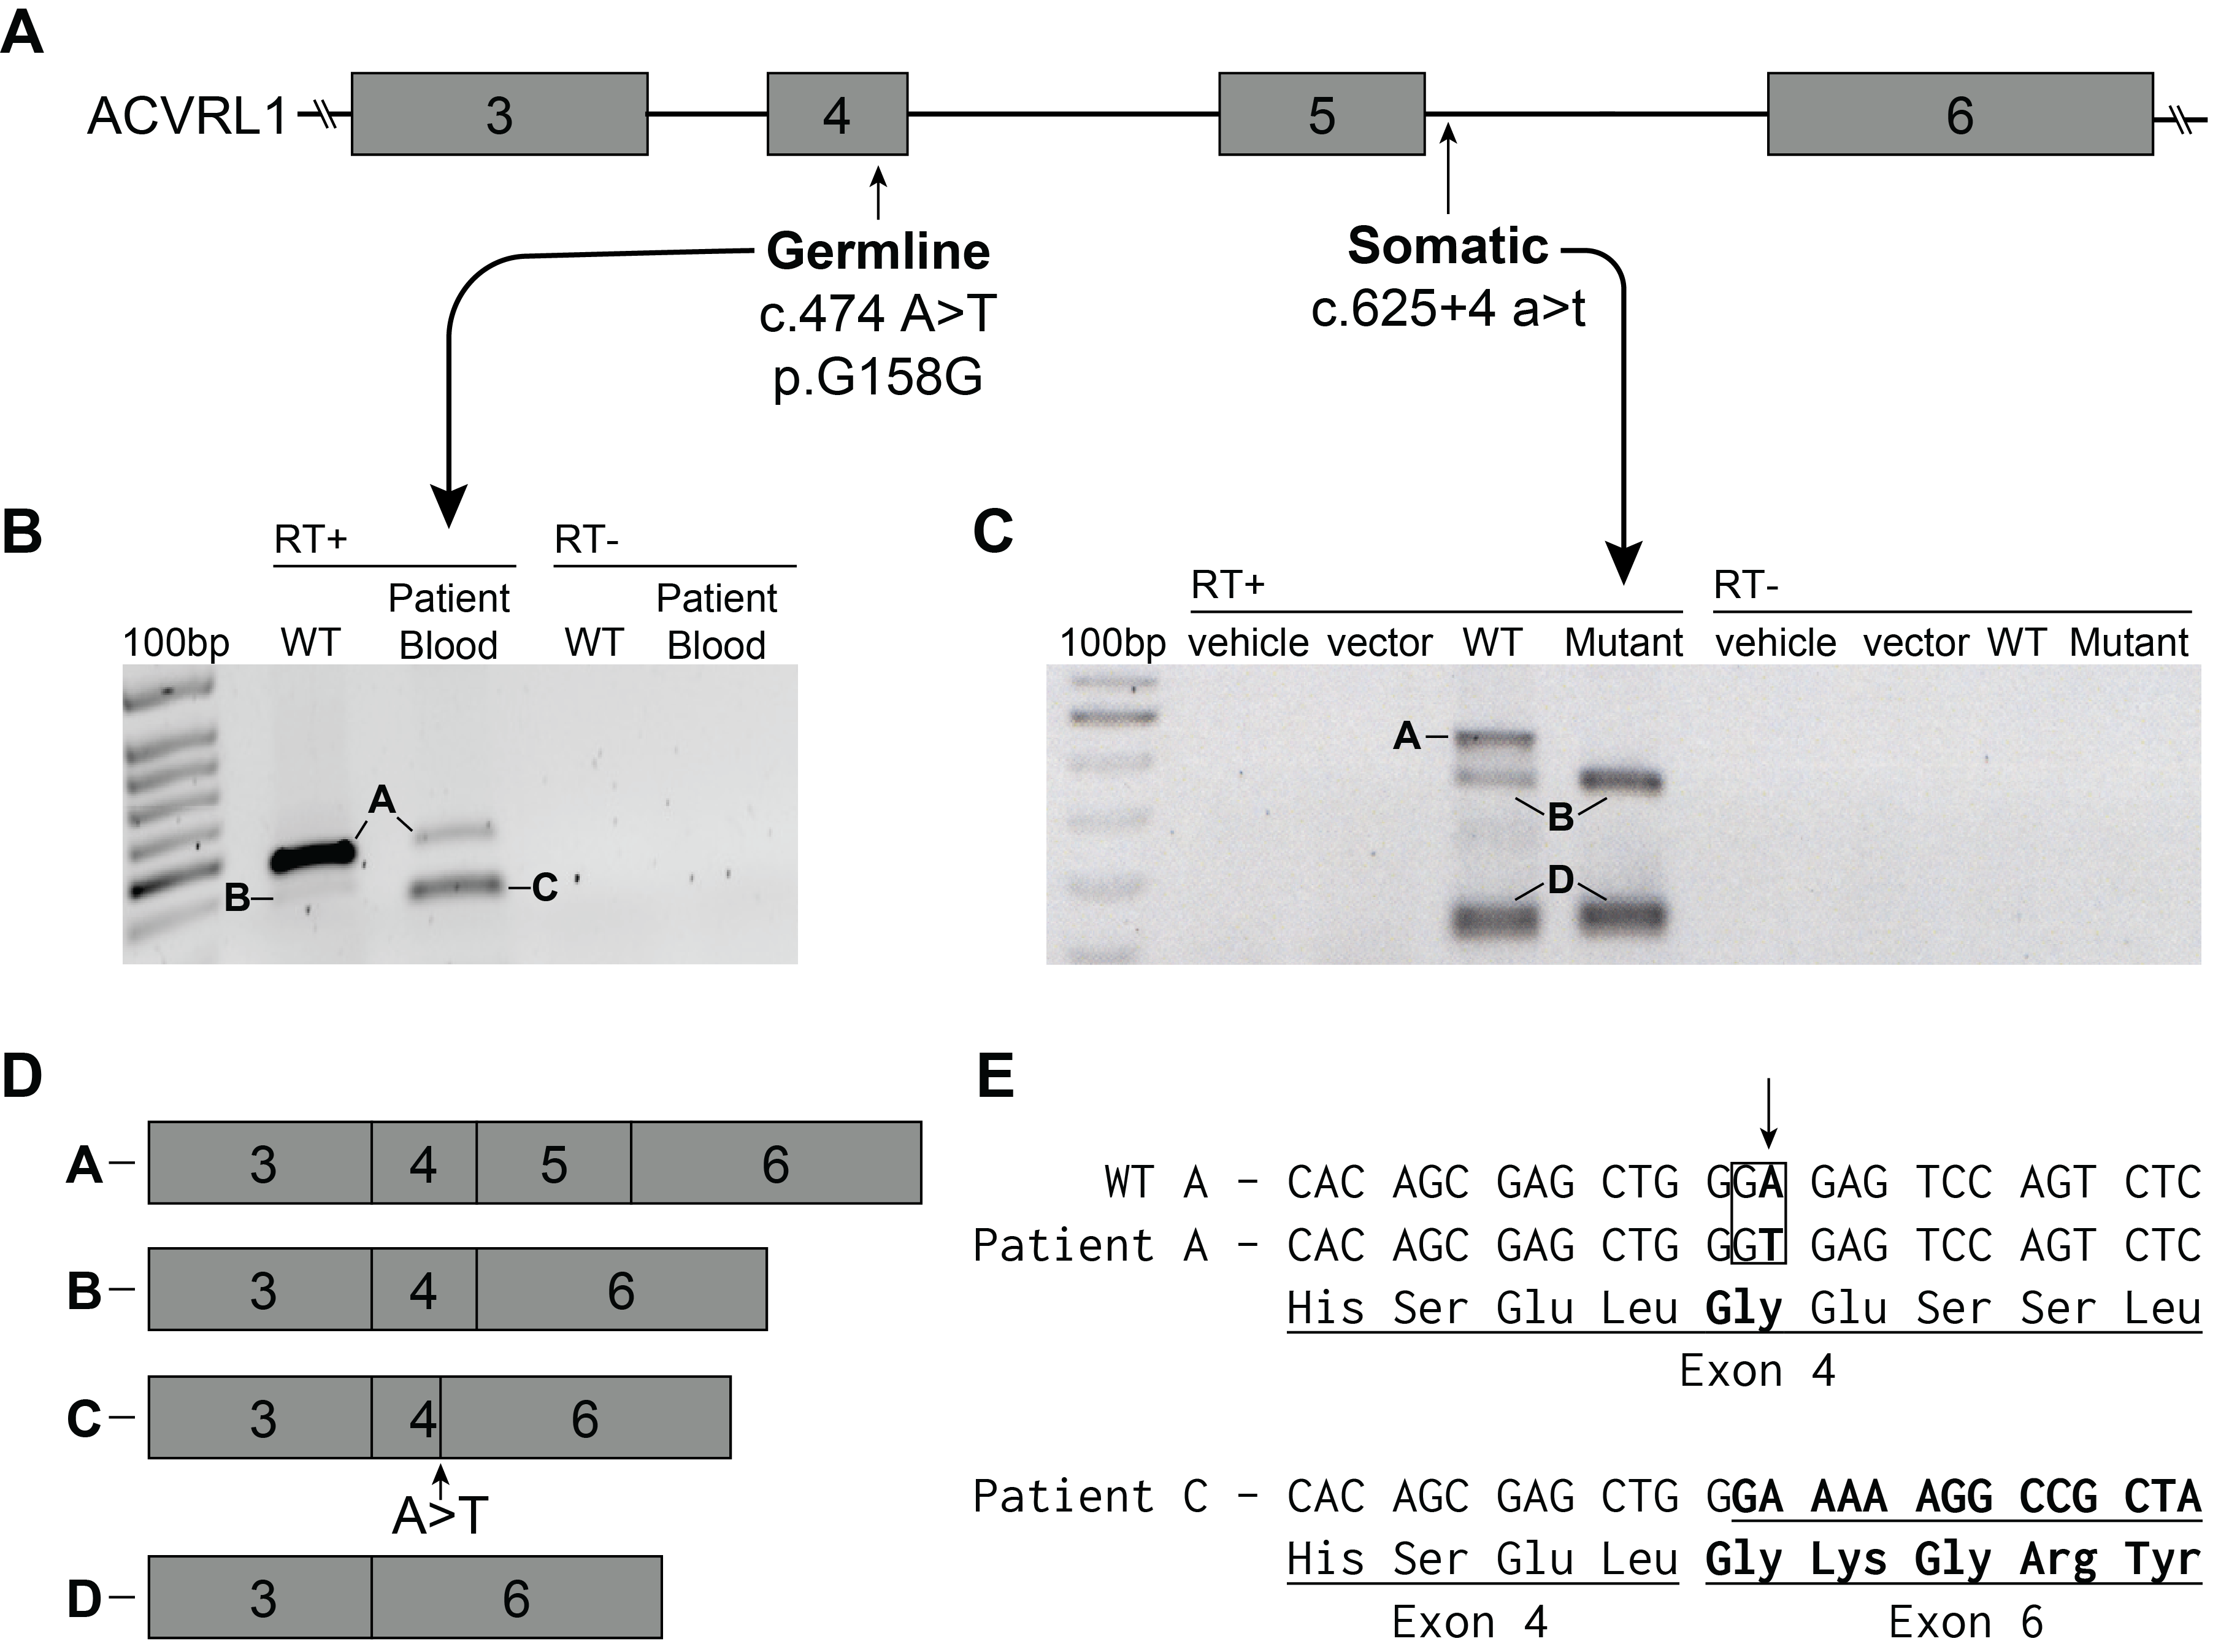 A
ACVRL1
3
4
5
6
Germline
c.474 A>T
p.G158G
Somatic
c.625+4 a>t
B
RT+
RT-
100bp
WT
Patient
Blood
WT
Patient
Blood
A
B
C
C
RT+
RT-
100bp
vehicle
vector
WT
Mutant
vehicle
vector
WT
Mutant
A
B
D
D
A
3
4
5
6
B
3
4
6
C
3
4
6
A>T
D
3
6
E
WT A - CAC AGC GAG CTG GGA GAG TCC AGT CTC
Patient A - CAC AGC GAG CTG GGT GAG TCC AGT CTC
His Ser Glu Leu Gly Glu Ser Ser Leu
Exon 4
Patient C - CAC AGC GAG CTG GGA AAA AGG CCG CTA
His Ser Glu Leu Gly Lys Gly Arg Tyr
Exon 4
Exon 6